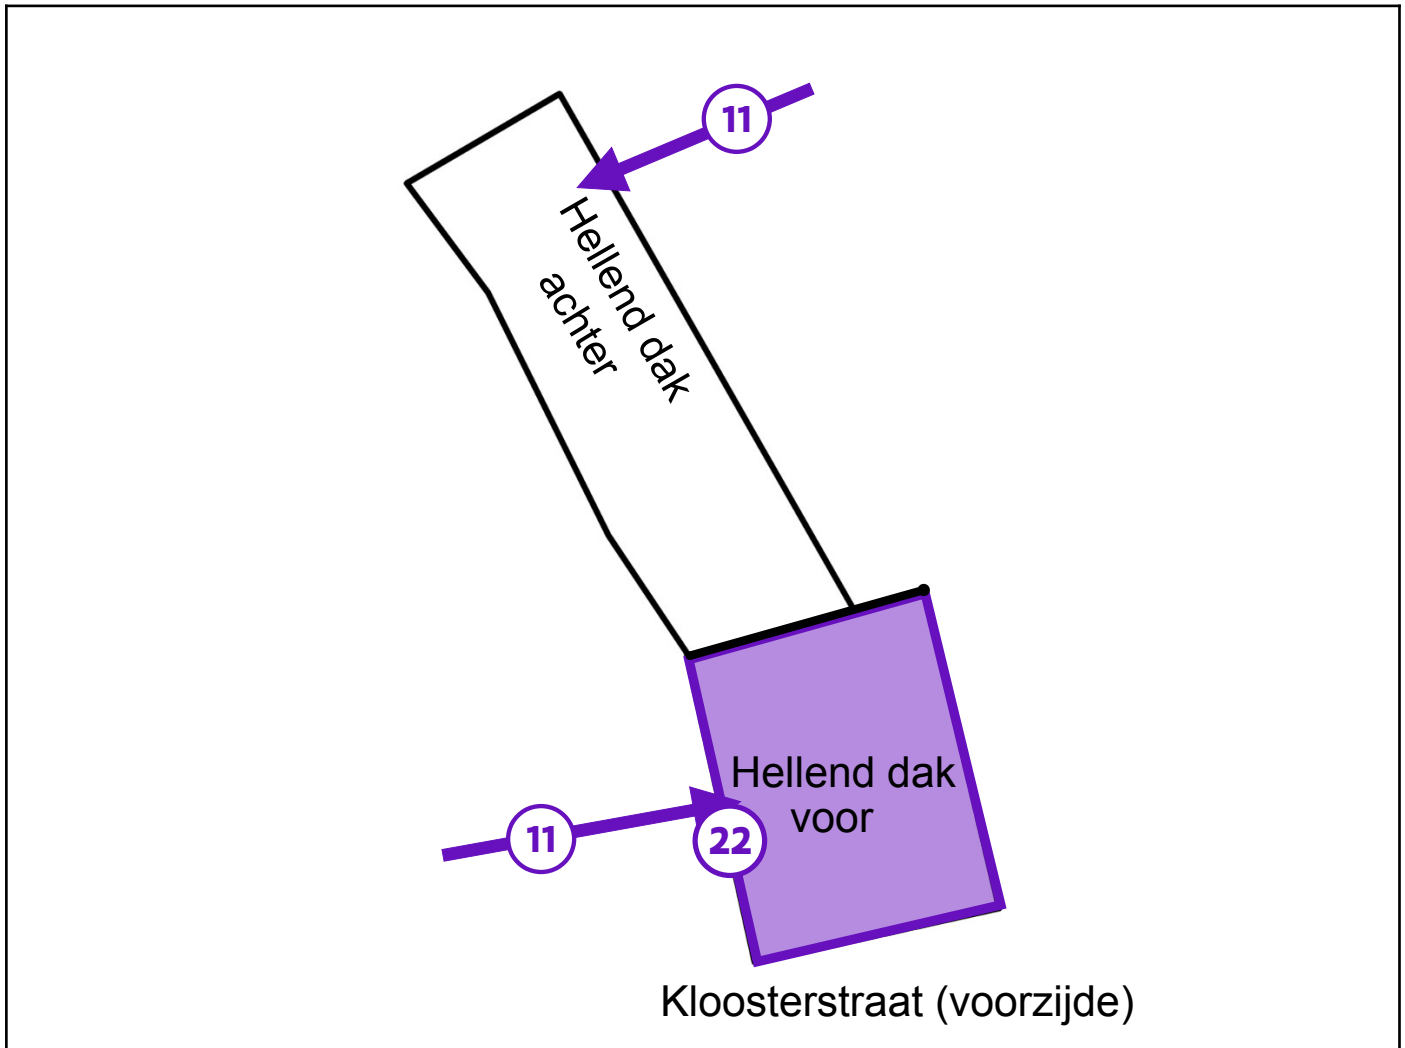 11
Hellend dak
achter
Hellend dak
voor
11
22
Kloosterstraat (voorzijde)